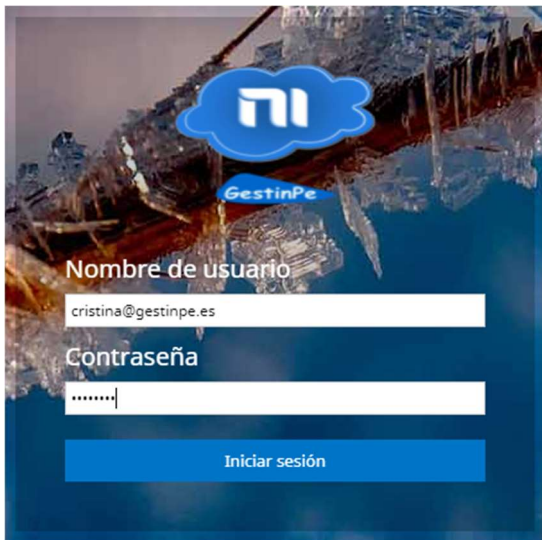 GestinPe
Nombre de usuario
cristina@gestinpe.es
Contraseña
••••••••
Iniciar sesión